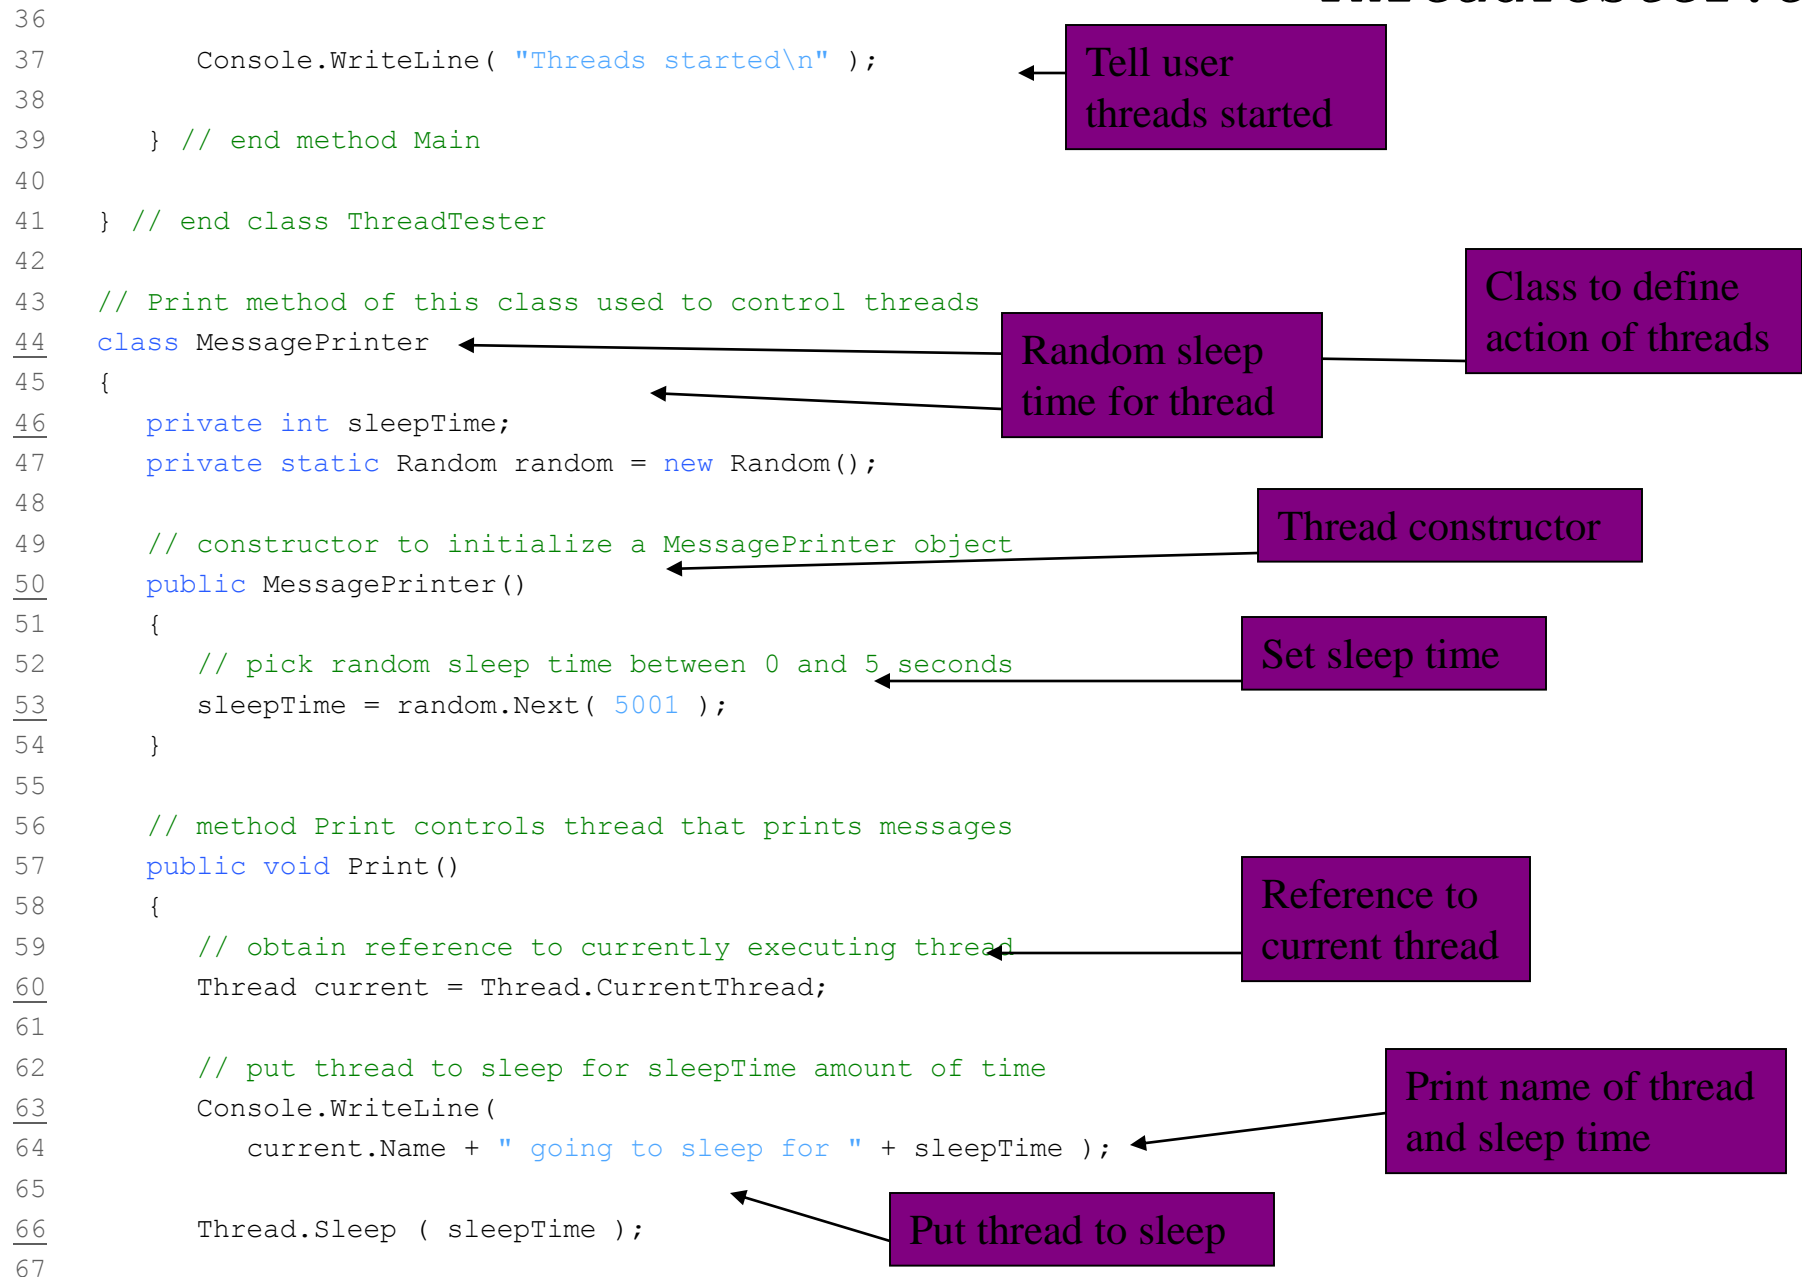 36
37 Console.WriteLine( "Threads started\n" );
Tell user
threads started
38
39 } // end method Main
40
41 } // end class ThreadTester
42
43 // Print method of this class used to control threads
Class to define
action of threads
44 class MessagePrinter
Random sleep
time for thread
45 {
46 private int sleepTime;
47 private static Random random = new Random();
48
Thread constructor
49 // constructor to initialize a MessagePrinter object
50 public MessagePrinter()
51 {
52 // pick random sleep time between 0 and 5 seconds
Set sleep time
53 sleepTime = random.Next( 5001 );
54 }
55
56 // method Print controls thread that prints messages
57 public void Print()
58 {
Reference to
current thread
59 // obtain reference to currently executing thread
60 Thread current = Thread.CurrentThread;
61
62 // put thread to sleep for sleepTime amount of time
Print name of thread
and sleep time
63 Console.WriteLine(
64 current.Name + " going to sleep for " + sleepTime );
65
66 Thread.Sleep ( sleepTime );
Put thread to sleep
67